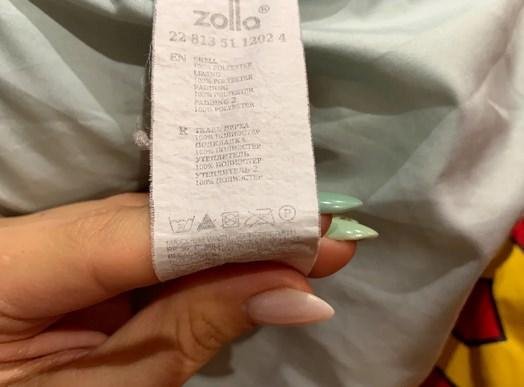 zolla®
22 813 51 1202 4
EN SHELL
100% POLYESTER
LINING
100% POLYESTER
PADDING
100% POLYESTER
PADDING 2
100% POLYESTER
R ТКАНЬ ВЕРХА
100% ПОЛИЭСТЕР
ПОДКЛАДКА
100% ПОЛИЭСТЕР
УТЕПЛИТЕЛЬ
100% ПОЛИЭСТЕР
УТЕПЛИТЕЛЬ 2
100% ПОЛИЭСТЕР
P